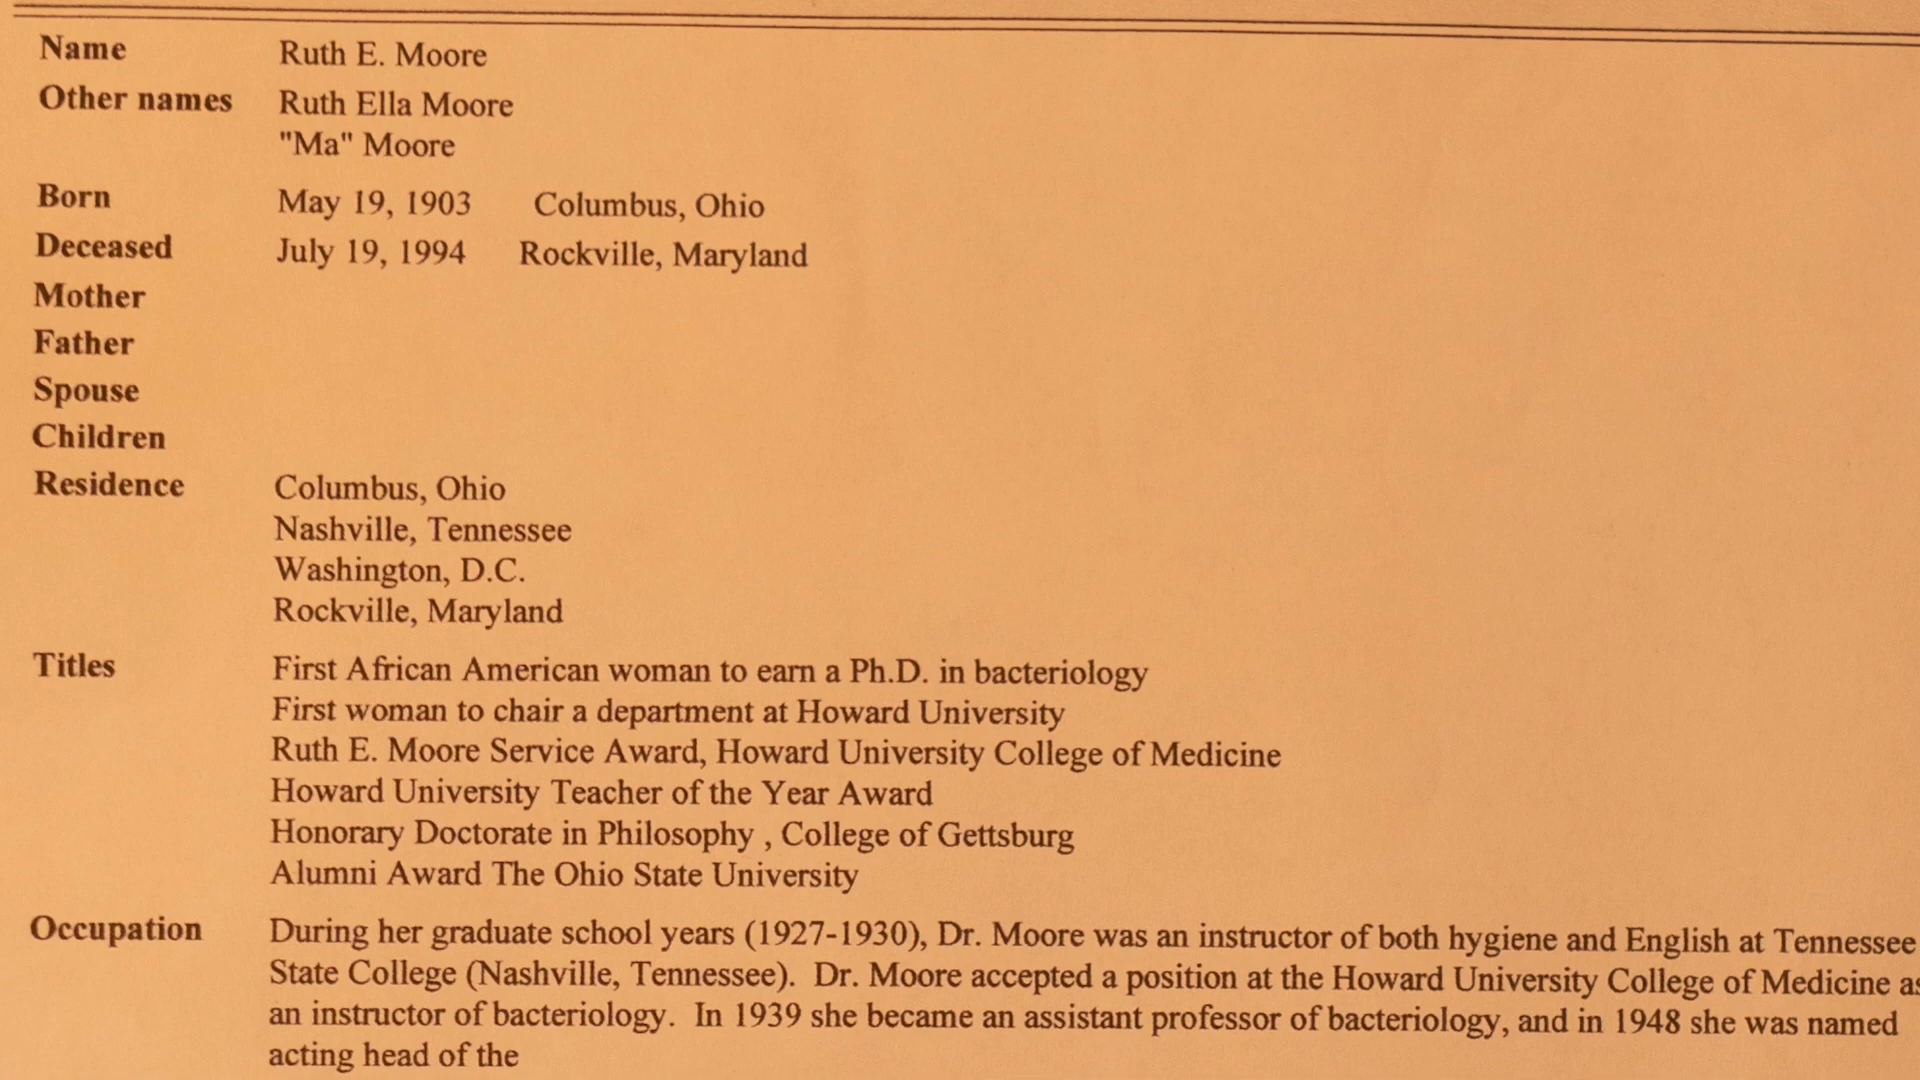 Name Ruth E. Moore
Other names Ruth Ella Moore
"Ma" Moore
Born May 19, 1903 Columbus, Ohio
Deceased July 19, 1994 Rockville, Maryland
Mother
Father
Spouse
Children
Residence Columbus, Ohio
Nashville, Tennessee
Washington, D.C.
Rockville, Maryland
Titles First African American woman to earn a Ph.D. in bacteriology
First woman to chair a department at Howard University
Ruth E. Moore Service Award, Howard University College of Medicine
Howard University Teacher of the Year Award
Honorary Doctorate in Philosophy , College of Gettsburg
Alumni Award The Ohio State University
Occupation During her graduate school years (1927-1930), Dr. Moore was an instructor of both hygiene and English at Tennessee
State College (Nashville, Tennessee). Dr. Moore accepted a position at the Howard University College of Medicine as
an instructor of bacteriology. In 1939 she became an assistant professor of bacteriology, and in 1948 she was named
acting head of the